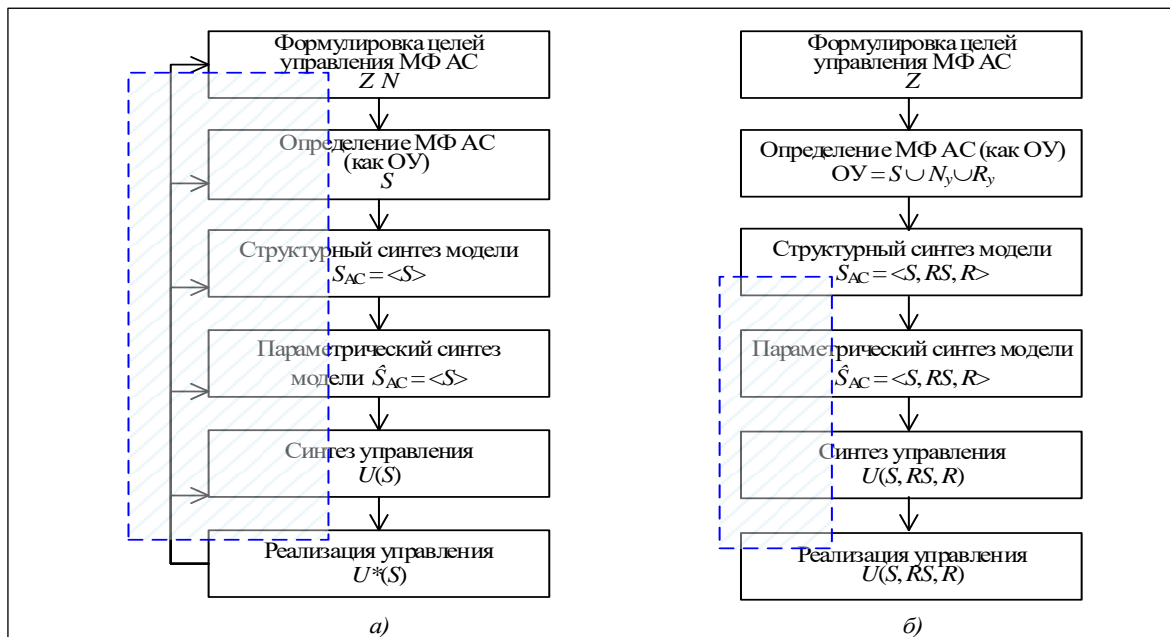 Формулировка целей
управления МФ АС
Z N
Определение МФ АС
(как ОУ)
S
Структурный синтез модели
S_АС = <S>
Параметрический синтез
модели Ŝ_АС = <S>
Синтез управления
U(S)
Реализация управления
U*(S)
а)
Формулировка целей
управления МФ АС
Z
Определение МФ АС (как ОУ)
ОУ = S ∪ N_y ∪ R_y
Структурный синтез модели
S_АС = <S, RS, R>
Параметрический синтез модели
Ŝ_АС = <S, RS, R>
Синтез управления
U(S, RS, R)
Реализация управления
U(S, RS, R)
б)